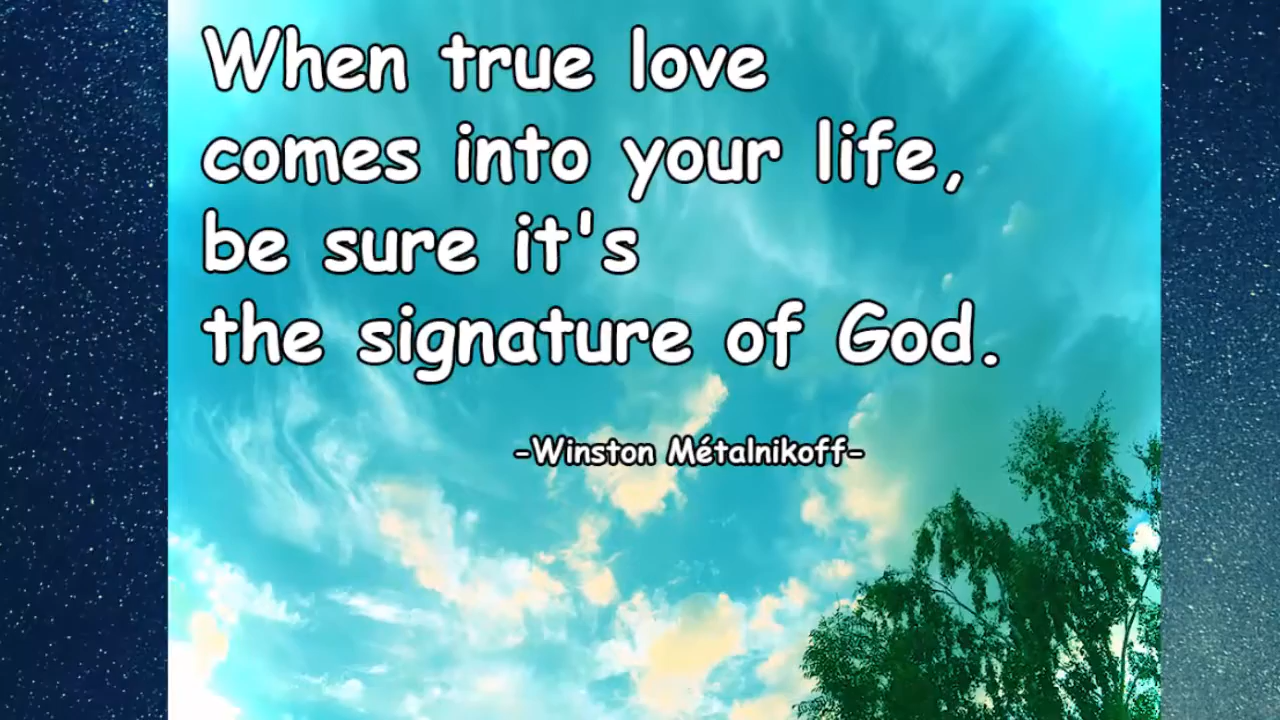 When true love
comes into your life,
be sure it's
the signature of God.
-Winston Métalnikoff-